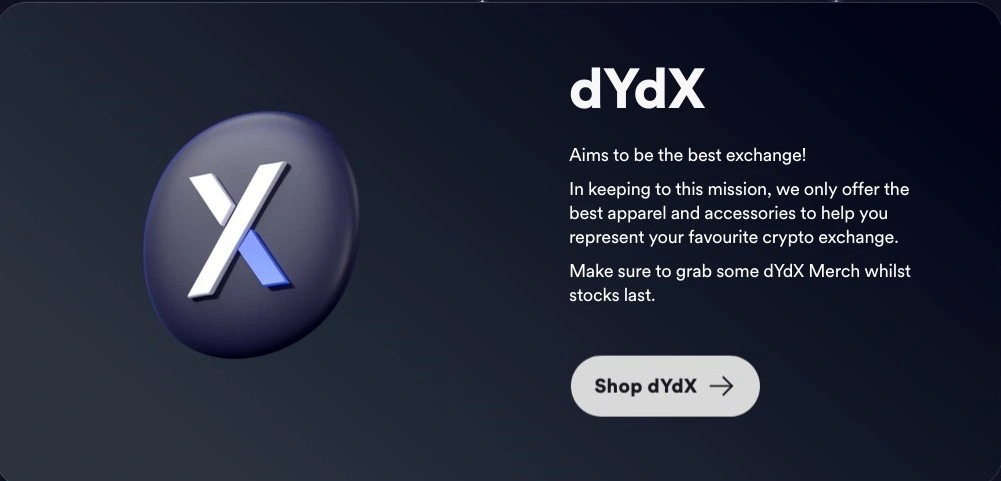 dYdX
Aims to be the best exchange!
In keeping to this mission, we only offer the
best apparel and accessories to help you
represent your favourite crypto exchange.
Make sure to grab some dYdX Merch whilst
stocks last.
Shop dYdX